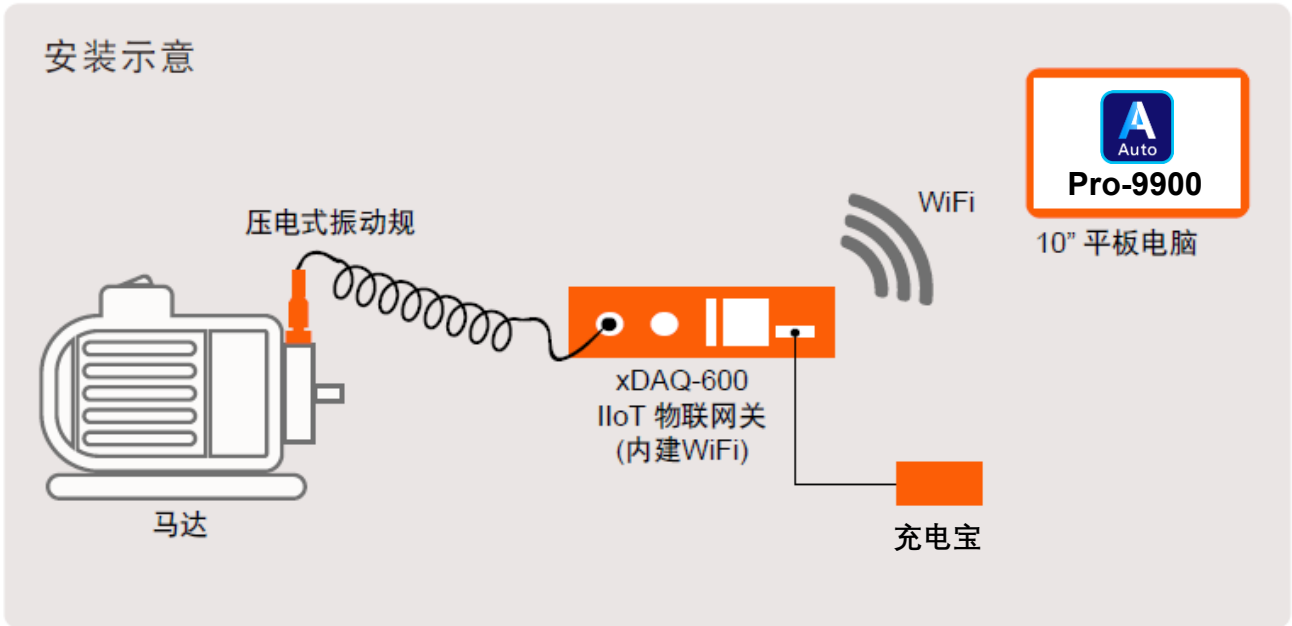 安装示意
Auto
Pro-9900
10” 平板电脑
WiFi
压电式振动规
xDAQ-600
IIoT 物联网关
(内建WiFi)
马达
充电宝